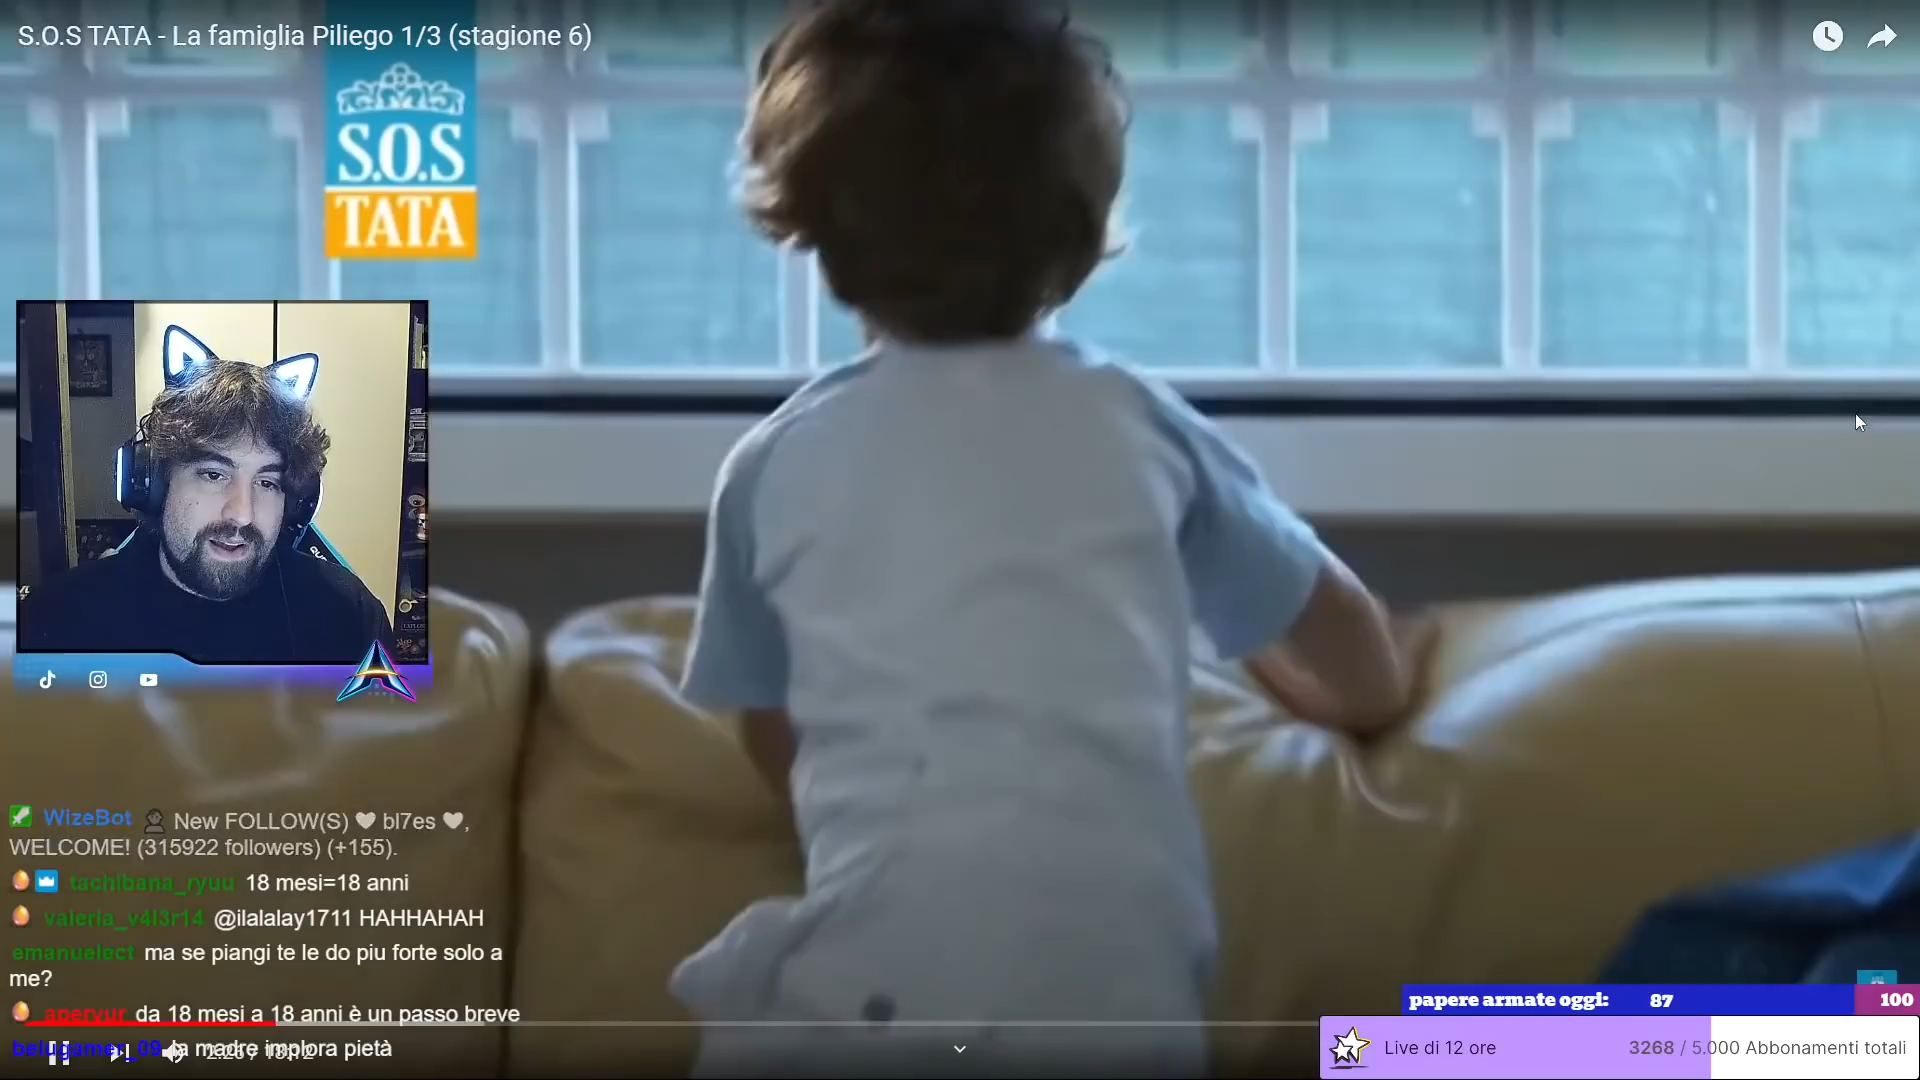 S.O.S TATA - La famiglia Piliego 1/3 (stagione 6)
S.O.S
TATA
WizeBot New FOLLOW(S) bl7es,
WELCOME! (315922 followers) (+155).
tachibana_ryuu 18 mesi=18 anni
valeria_v4l3r14 @ilalalay1711 HAHHAHAH
emanuelect ma se piangi te le do piu forte solo a
me?
apervur da 18 mesi a 18 anni è un passo breve
belugamer_09 la madre implora pietà
papere armate oggi: 87 100
Live di 12 ore 3268 / 5.000 Abbonamenti totali